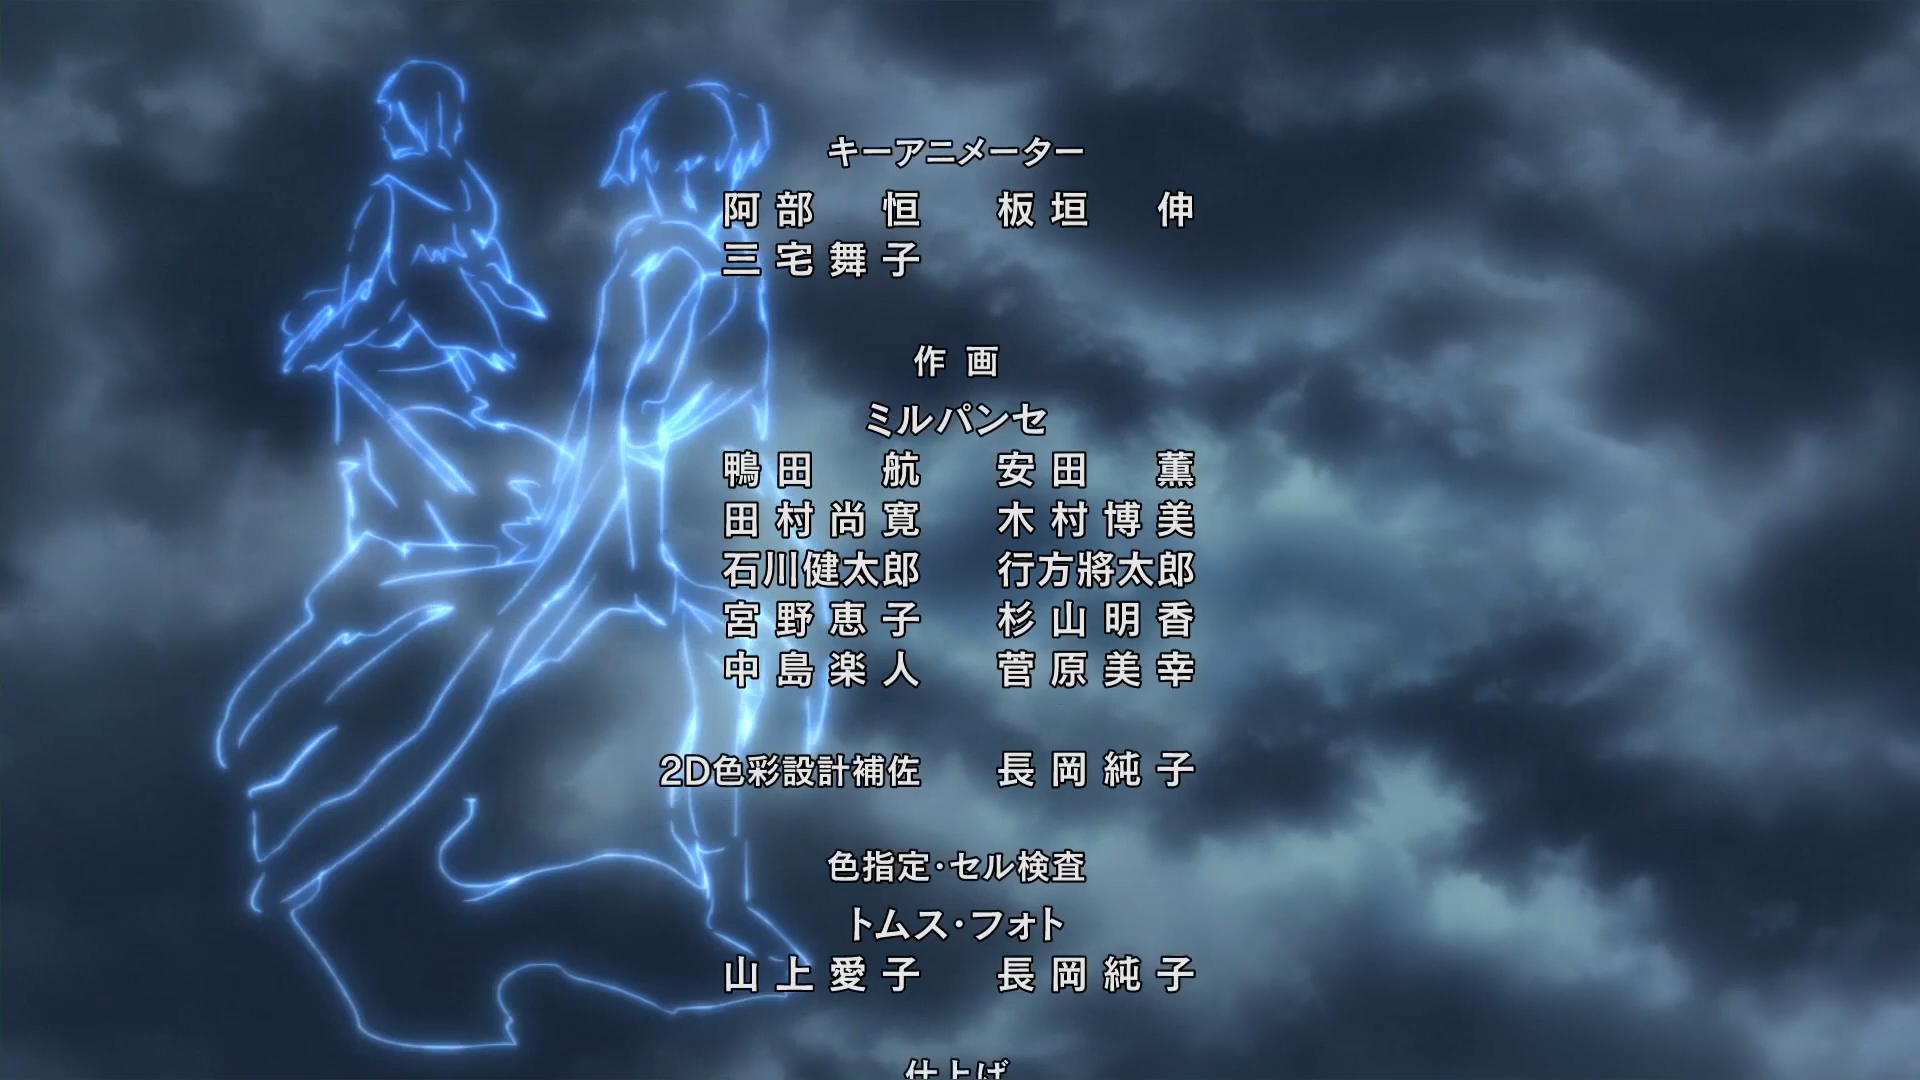 キーアニメーター
阿部 恒 板垣 伸
三宅舞子
作画
ミルパンセ
鴨田 航 安田 薫
田村尚寛 木村博美
石川健太郎 行方將太郎
宮野恵子 杉山明香
中島楽人 菅原美幸
2D色彩設計補佐 長岡純子
色指定・セル検査
トムス・フォト
山上愛子 長岡純子
仕上げ